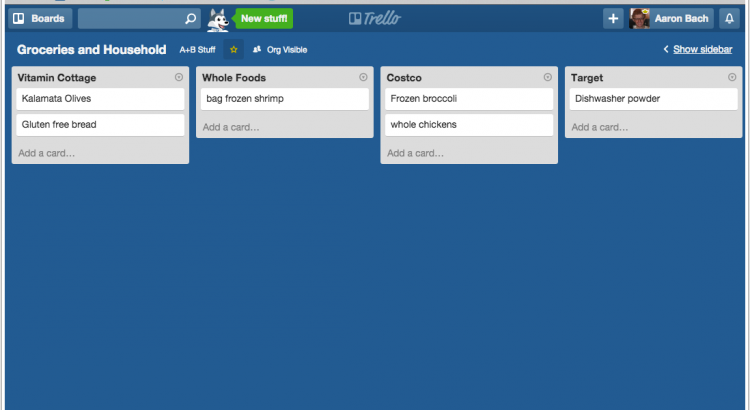 Boards
New stuff!
Trello
Aaron Bach
Groceries and Household
A+B Stuff
Org Visible
Show sidebar
Vitamin Cottage
Kalamata Olives
Gluten free bread
Add a card…
Whole Foods
bag frozen shrimp
Add a card…
Costco
Frozen broccoli
whole chickens
Add a card…
Target
Dishwasher powder
Add a card…